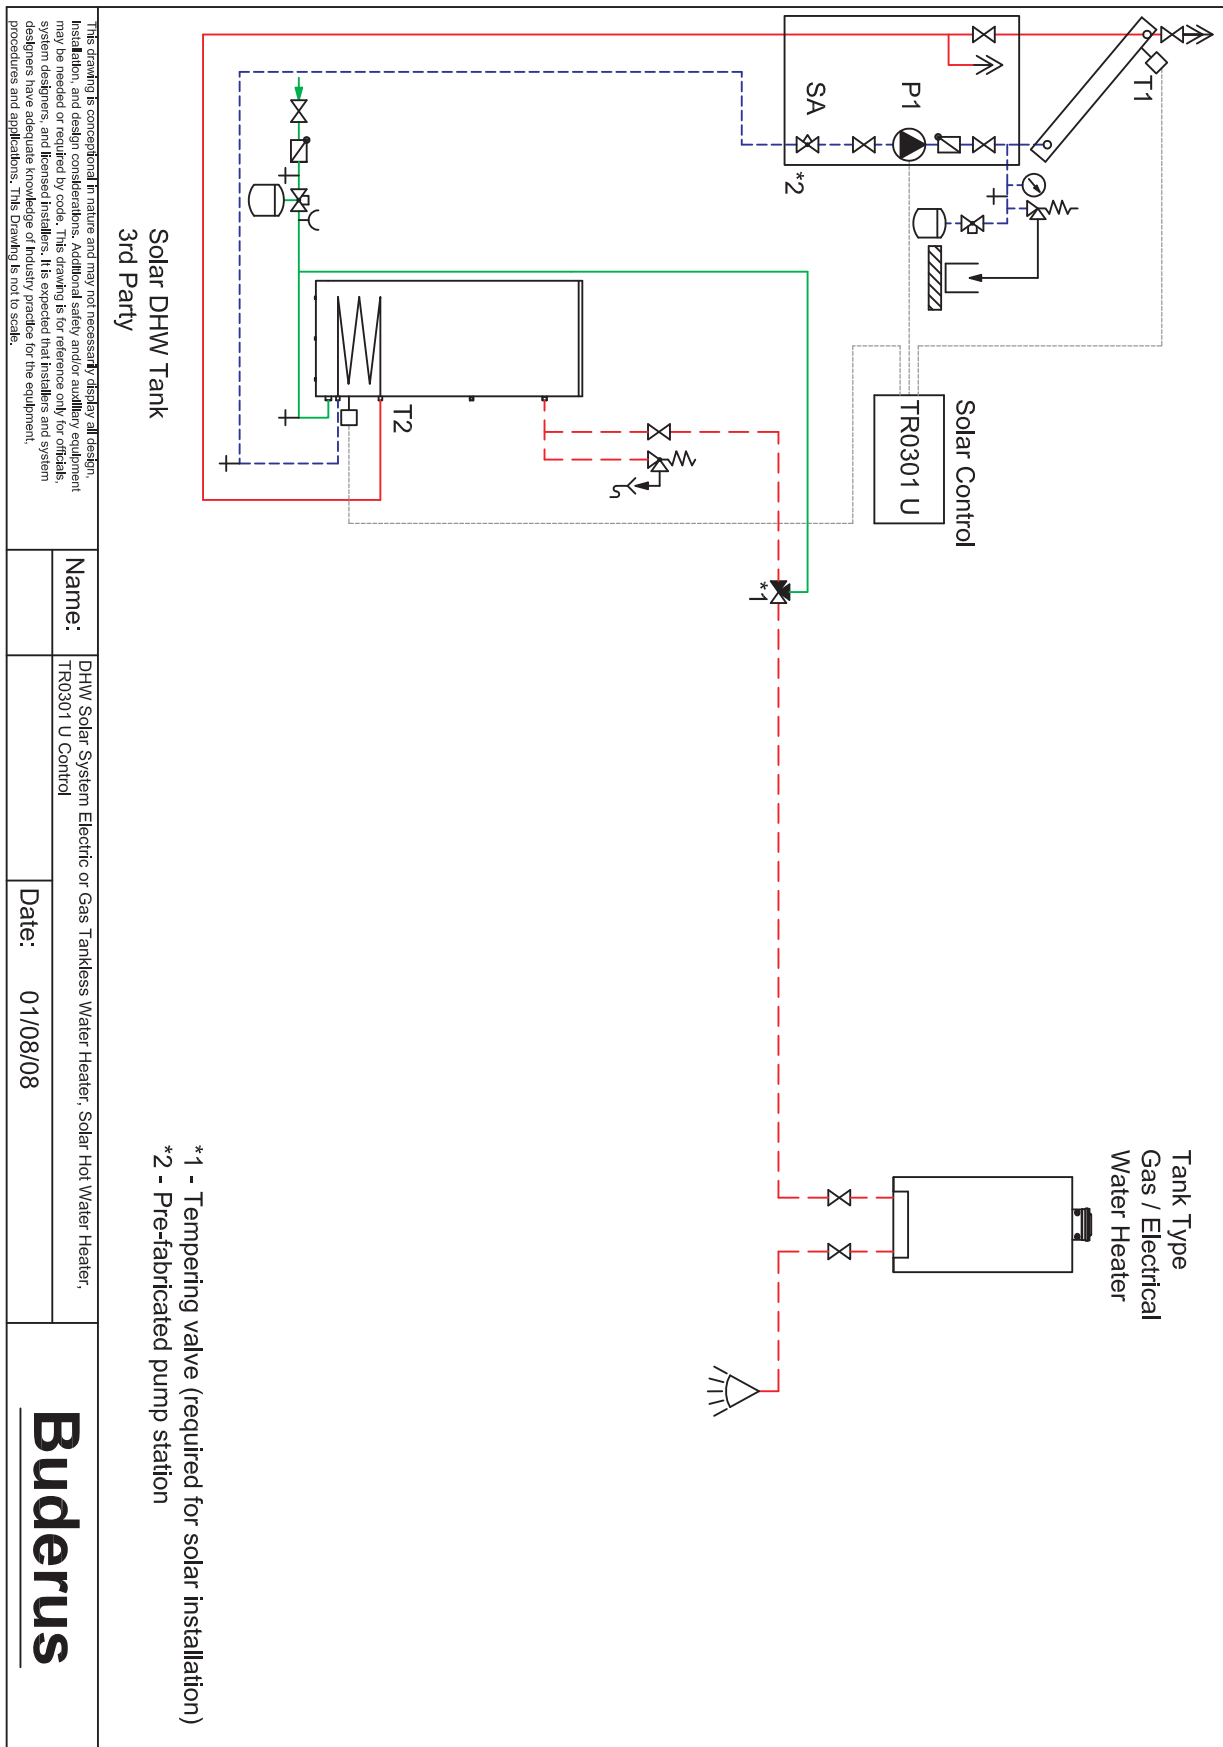 T1
P1
SA
*2
Solar Control
TR0301 U
T2
*1
Solar DHW Tank
3rd Party
Tank Type
Gas / Electrical
Water Heater
*1 - Tempering valve (required for solar installation)
*2 - Pre-fabricated pump station
This drawing is conceptional in nature and may not necessarily display all design,
installation, and design considerations. Additional safety and/or auxiliary equipment
may be needed or required by code. This drawing is for reference only for officials,
system designers, and licensed installers. It is expected that installers and system
designers have adequate knowledge of industry practice for the equipment,
procedures and applications. This Drawing is not to scale.
Name:
DHW Solar System Electric or Gas Tankless Water Heater, Solar Hot Water Heater,
TR0301 U Control
Date: 01/08/08
Buderus